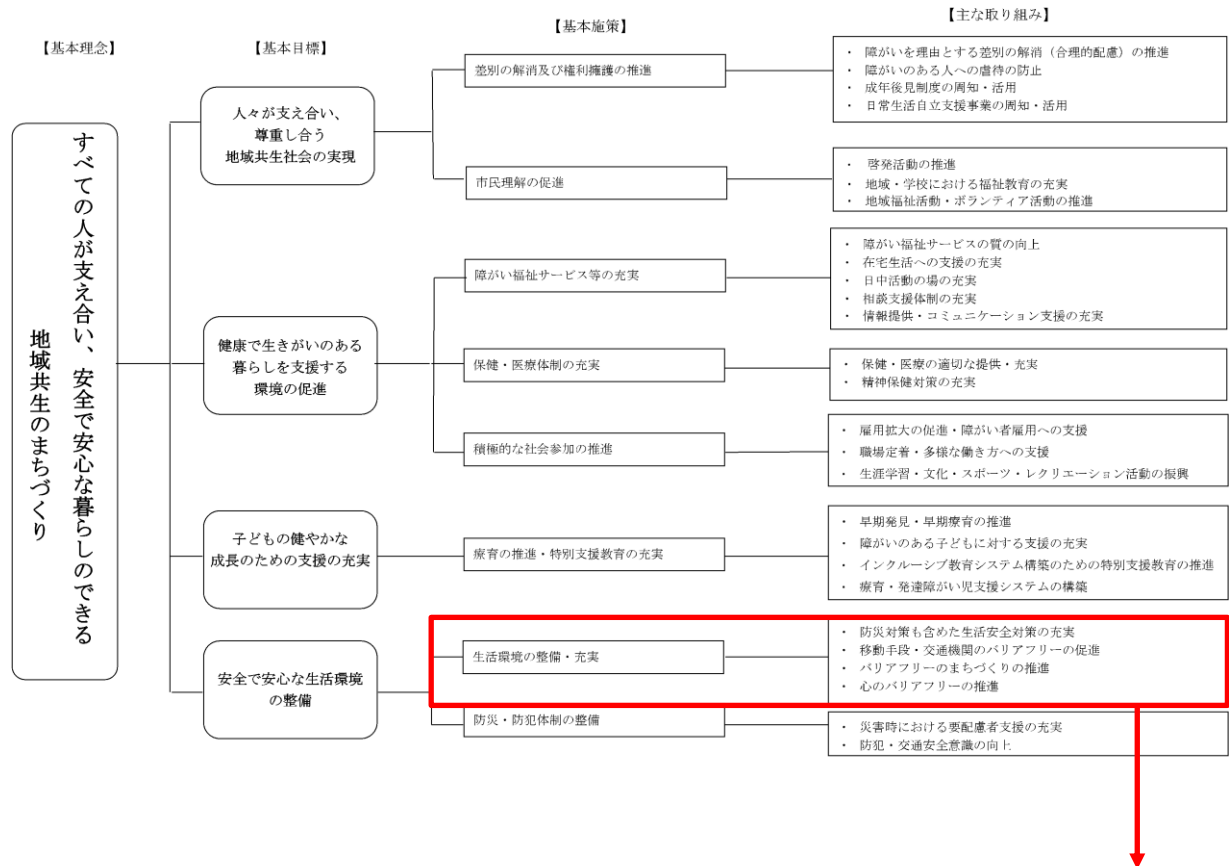 【基本理念】
【基本目標】
【基本施策】
【主な取り組み】
すべての人が支え合い、安全で安心な暮らしのできる
地域共生のまちづくり
人々が支え合い、
尊重し合う
地域共生社会の実現
差別の解消及び権利擁護の推進
・ 障がいを理由とする差別の解消（合理的配慮）の推進
・ 障がいのある人への虐待の防止
・ 成年後見制度の周知・活用
・ 日常生活自立支援事業の周知・活用
市民理解の促進
・ 啓発活動の推進
・ 地域・学校における福祉教育の充実
・ 地域福祉活動・ボランティア活動の推進
健康で生きがいのある
暮らしを支援する
環境の促進
障がい福祉サービス等の充実
・ 障がい福祉サービスの質の向上
・ 在宅生活への支援の充実
・ 日中活動の場の充実
・ 相談支援体制の充実
・ 情報提供・コミュニケーション支援の充実
保健・医療体制の充実
・ 保健・医療の適切な提供・充実
・ 精神保健対策の充実
積極的な社会参加の推進
・ 雇用拡大の促進・障がい者雇用への支援
・ 職場定着・多様な働き方への支援
・ 生涯学習・文化・スポーツ・レクリエーション活動の振興
子どもの健やかな
成長のための支援の充実
療育の推進・特別支援教育の充実
・ 早期発見・早期療育の推進
・ 障がいのある子どもに対する支援の充実
・ インクルーシブ教育システム構築のための特別支援教育の推進
・ 療育・発達障がい児支援システムの構築
安全で安心な生活環境
の整備
生活環境の整備・充実
・ 防災対策も含めた生活安全対策の充実
・ 移動手段・交通機関のバリアフリーの促進
・ バリアフリーのまちづくりの推進
・ 心のバリアフリーの推進
防災・防犯体制の整備
・ 災害時における要配慮者支援の充実
・ 防犯・交通安全意識の向上